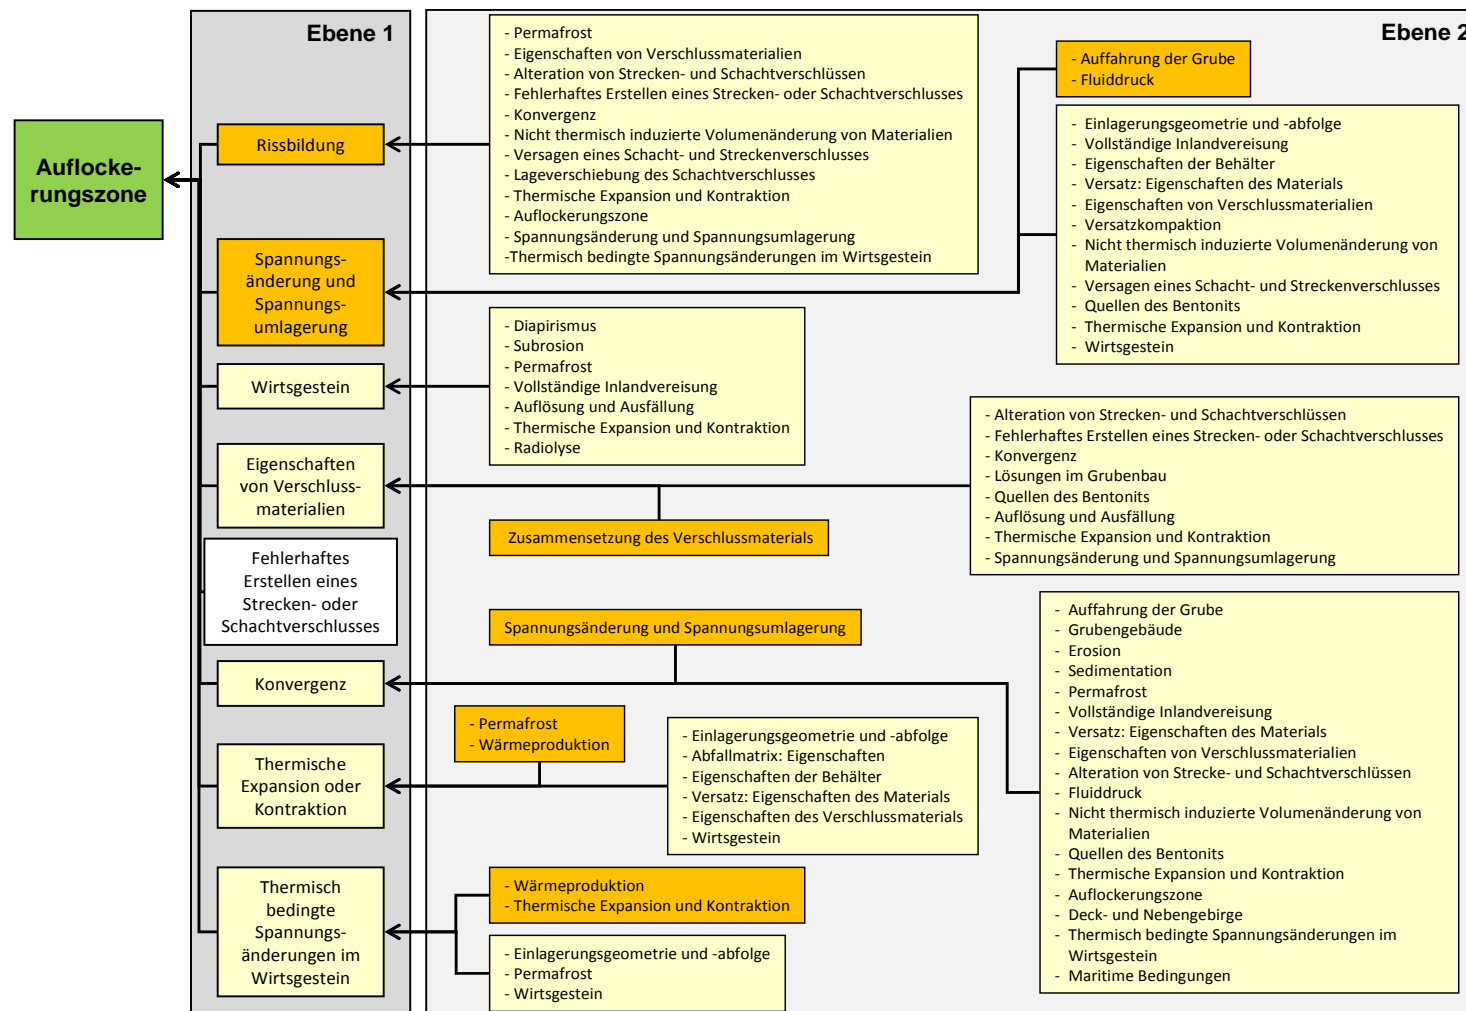 Ebene 1
Ebene 2
Auflocke-
rungszone
Rissbildung
Spannungs-
änderung und
Spannungs-
umlagerung
Wirtsgestein
Eigenschaften
von Verschluss-
materialien
Fehlerhaftes
Erstellen eines
Strecken- oder
Schachtverschlusses
Konvergenz
Thermische
Expansion oder
Kontraktion
Thermisch
bedingte
Spannungs-
änderungen im
Wirtsgestein
- Permafrost
- Eigenschaften von Verschlussmaterialien
- Alteration von Strecken- und Schachtverschlüssen
- Fehlerhaftes Erstellen eines Strecken- oder Schachtverschlusses
- Konvergenz
- Nicht thermisch induzierte Volumenänderung von Materialien
- Versagen eines Schacht- und Streckenverschlusses
- Lageverschiebung des Schachtverschlusses
- Thermische Expansion und Kontraktion
- Auflockerungszone
- Spannungsänderung und Spannungsumlagerung
-Thermisch bedingte Spannungsänderungen im Wirtsgestein
- Auffahrung der Grube
- Fluiddruck
- Einlagerungsgeometrie und -abfolge
- Vollständige Inlandvereisung
- Eigenschaften der Behälter
- Versatz: Eigenschaften des Materials
- Eigenschaften von Verschlussmaterialien
- Versatzkompaktion
- Nicht thermisch induzierte Volumenänderung von
Materialien
- Versagen eines Schacht- und Streckenverschlusses
- Quellen des Bentonits
- Thermische Expansion und Kontraktion
- Wirtsgestein
- Diapirismus
- Subrosion
- Permafrost
- Vollständige Inlandvereisung
- Auflösung und Ausfällung
- Thermische Expansion und Kontraktion
- Radiolyse
- Alteration von Strecken- und Schachtverschlüssen
- Fehlerhaftes Erstellen eines Strecken- oder Schachtverschlusses
- Konvergenz
- Lösungen im Grubenbau
- Quellen des Bentonits
- Auflösung und Ausfällung
- Thermische Expansion und Kontraktion
- Spannungsänderung und Spannungsumlagerung
Zusammensetzung des Verschlussmaterials
Spannungsänderung und Spannungsumlagerung
- Auffahrung der Grube
- Grubengebäude
- Erosion
- Sedimentation
- Permafrost
- Vollständige Inlandvereisung
- Versatz: Eigenschaften des Materials
- Eigenschaften von Verschlussmaterialien
- Alteration von Strecke- und Schachtverschlüssen
- Fluiddruck
- Nicht thermisch induzierte Volumenänderung von
Materialien
- Quellen des Bentonits
- Thermische Expansion und Kontraktion
- Auflockerungszone
- Deck- und Nebengebirge
- Thermisch bedingte Spannungsänderungen im
Wirtsgestein
- Maritime Bedingungen
- Permafrost
- Wärmeproduktion
- Einlagerungsgeometrie und -abfolge
- Abfallmatrix: Eigenschaften
- Eigenschaften der Behälter
- Versatz: Eigenschaften des Materials
- Eigenschaften des Verschlussmaterials
- Wirtsgestein
- Wärmeproduktion
- Thermische Expansion und Kontraktion
- Einlagerungsgeometrie und -abfolge
- Permafrost
- Wirtsgestein